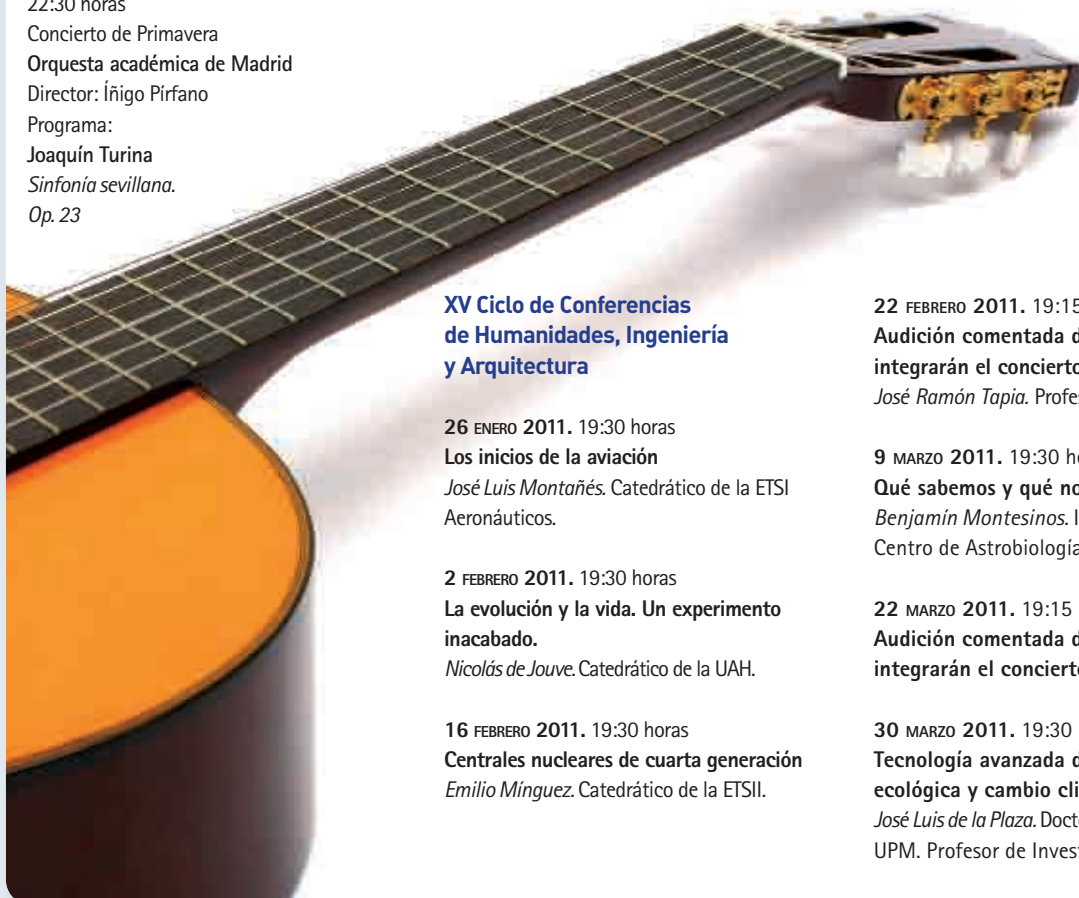 22:30 horas
Concierto de Primavera
Orquesta académica de Madrid
Director: Íñigo Pírfano
Programa:
Joaquín Turina
Sinfonía sevillana.
Op. 23
XV Ciclo de Conferencias
de Humanidades, Ingeniería
y Arquitectura
26 ENERO 2011. 19:30 horas
Los inicios de la aviación
José Luis Montañés. Catedrático de la ETSI
Aeronáuticos.
2 FEBRERO 2011. 19:30 horas
La evolución y la vida. Un experimento
inacabado.
Nicolás de Jouve. Catedrático de la UAH.
16 FEBRERO 2011. 19:30 horas
Centrales nucleares de cuarta generación
Emilio Mínguez. Catedrático de la ETSII.
22 FEBRERO 2011. 19:15
Audición comentada
integrarán el concierto
José Ramón Tapia.
9 MARZO 2011. 19:30
Qué sabemos y qué no
Benjamín Montesinos.
Centro de Astrobiología
22 MARZO 2011. 19:15
Audición comentada
integrarán el concierto
30 MARZO 2011. 19:30
Tecnología avanzada
ecológica y cambio
José Luis de la Plaza.
UPM. Profesor de